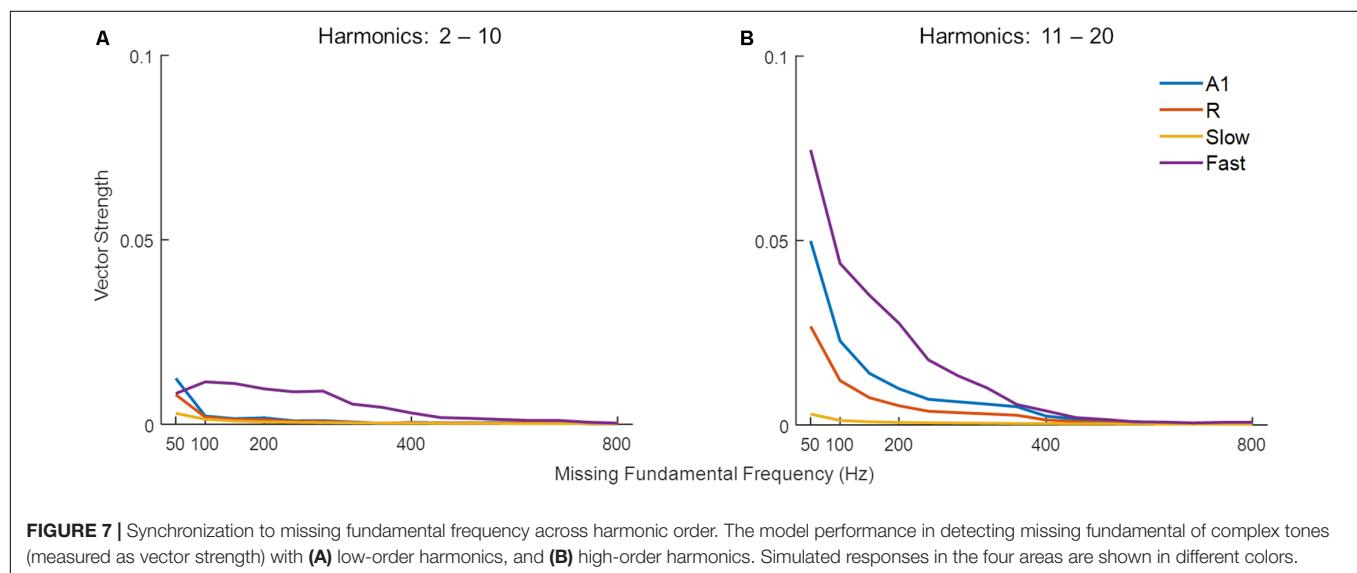 A
Harmonics: 2 – 10
0.1
0.05
0
Vector Strength
50 100 200 400 800
B
Harmonics: 11 – 20
0.1
0.05
0
50 100 200 400 800
A1
R
Slow
Fast
Missing Fundamental Frequency (Hz)
FIGURE 7 | Synchronization to missing fundamental frequency across harmonic order. The model performance in detecting missing fundamental of complex tones
(measured as vector strength) with (A) low-order harmonics, and (B) high-order harmonics. Simulated responses in the four areas are shown in different colors.